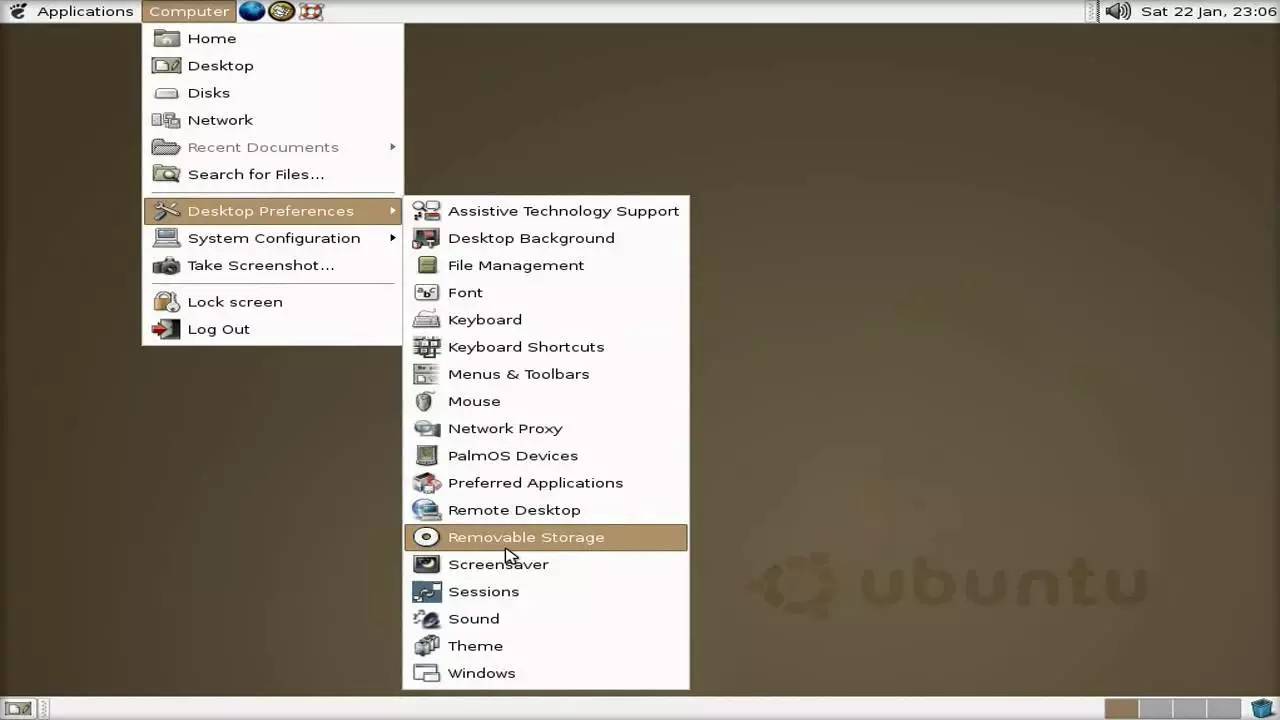 Applications Computer Sat 22 Jan, 23:06
Home
Desktop
Disks
Network
Recent Documents
Search for Files...
Desktop Preferences
System Configuration
Take Screenshot...
Lock screen
Log Out
Assistive Technology Support
Desktop Background
File Management
Font
Keyboard
Keyboard Shortcuts
Menus & Toolbars
Mouse
Network Proxy
PalmOS Devices
Preferred Applications
Remote Desktop
Removable Storage
Screensaver
Sessions
Sound
Theme
Windows
ubuntu